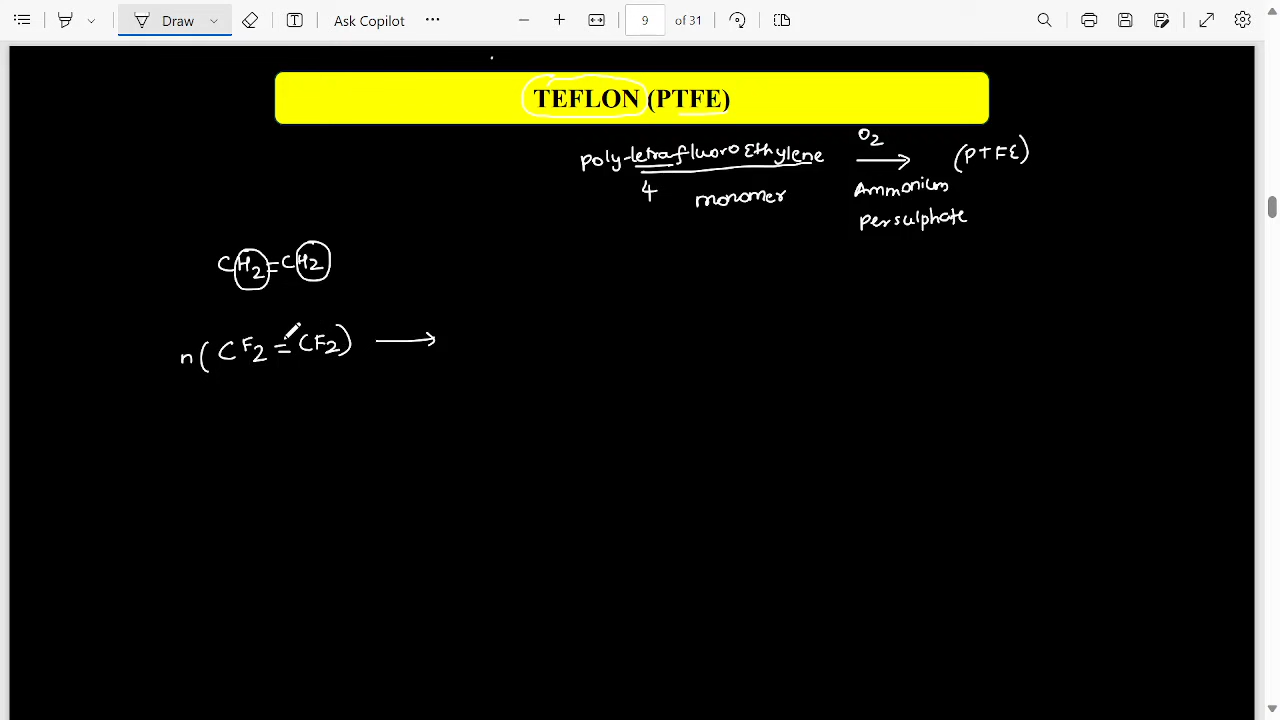 Draw
Ask Copilot
9 of 31
TEFLON (PTFE)
poly-tetrafluoro Ethylene O2 → (PTFE)
4 monomer Ammonium
persulphate
CH2=CH2
n(CF2=CF2) →